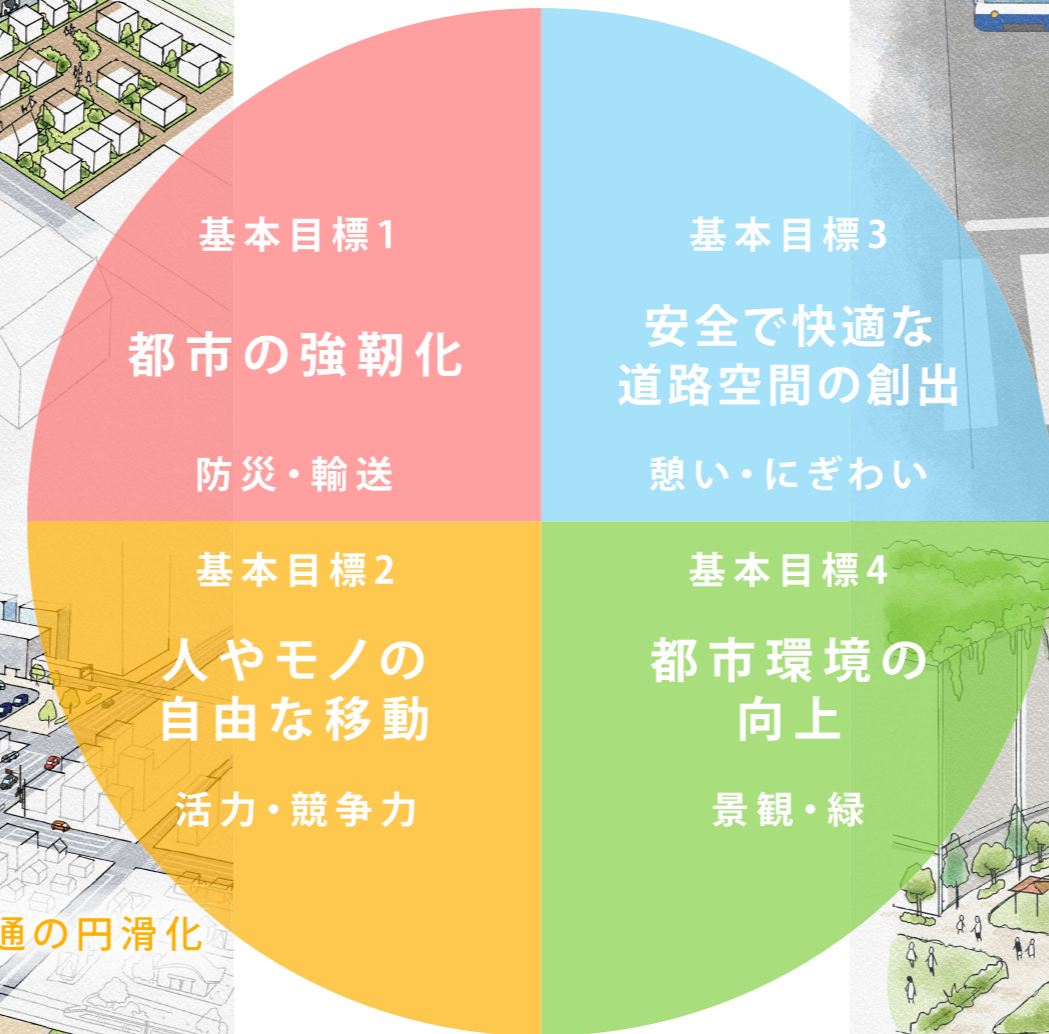 基本目標1
都市の強靭化
防災・輸送
基本目標2
人やモノの
自由な移動
活力・競争力
基本目標3
安全で快適な
道路空間の創出
憩い・にぎわい
基本目標4
都市環境の
向上
景観・緑
通の円滑化